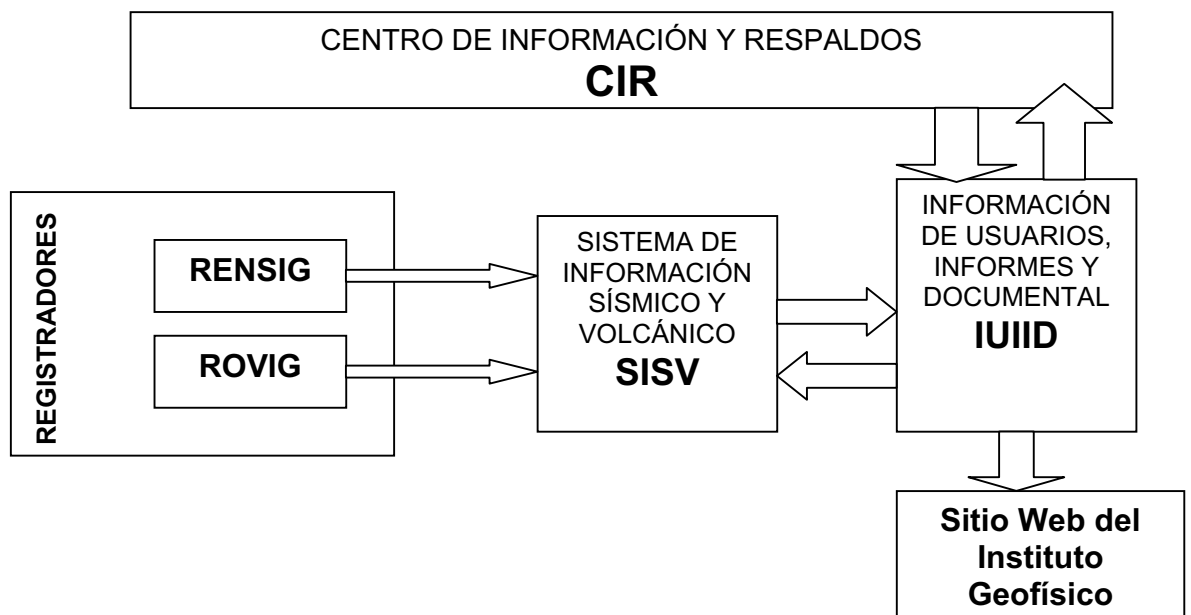 CENTRO DE INFORMACIÓN Y RESPALDOS
CIR
REGISTRADORES
RENSIG
ROVIG
SISTEMA DE
INFORMACIÓN
SÍSMICO Y
VOLCÁNICO
SISV
INFORMACIÓN
DE USUARIOS,
INFORMES Y
DOCUMENTAL
IUIID
Sitio Web del
Instituto
Geofísico